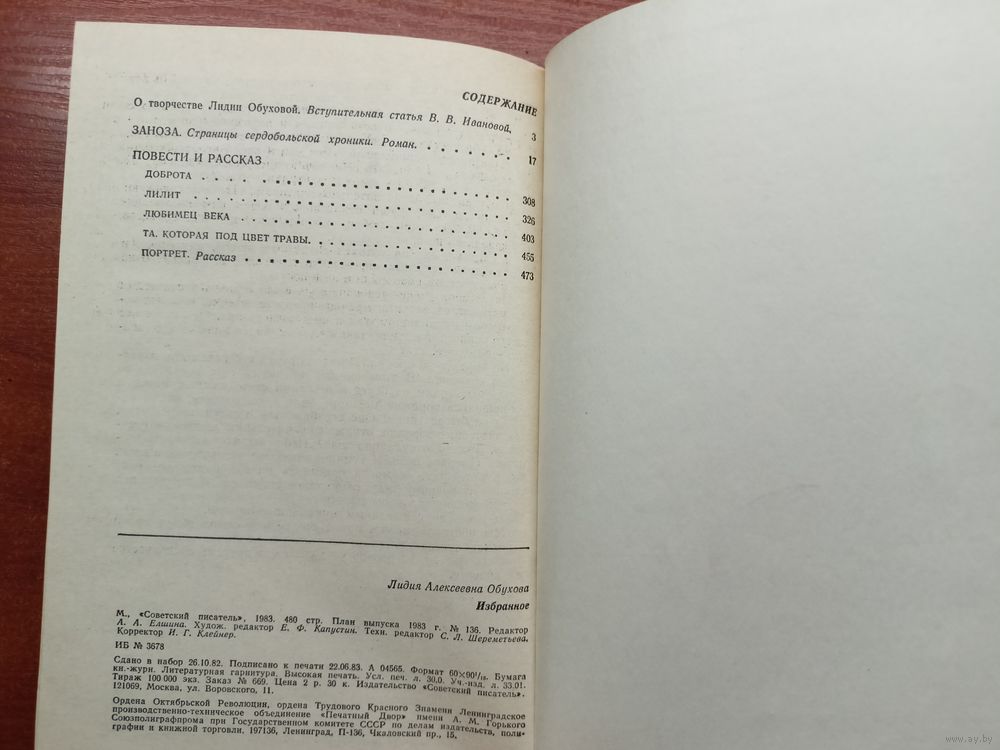 СОДЕРЖАНИЕ
О творчестве Лидии Обуховой. Вступительная статья В. В. Ивановой. 3
ЗАНОЗА. Страницы сердобольской хроники. Роман. . . . . . . . 17
ПОВЕСТИ И РАССКАЗ
ДОБРОТА . . . . . . . . . . . . . . . . . . . . . 308
ЛИЛИТ . . . . . . . . . . . . . . . . . . . . . 326
ЛЮБИМЕЦ ВЕКА . . . . . . . . . . . . . . . . . . 403
ТА. КОТОРАЯ ПОД ЦВЕТ ТРАВЫ. . . . . . . . . . . . . 455
ПОРТРЕТ. Рассказ . . . . . . . . . . . . . . . . . 473
Лидия Алексеевна Обухова
Избранное
М., «Советский писатель», 1983. 480 стр. План выпуска 1983 г. № 136. Редактор
А. А. Елшина. Худож. редактор Е. Ф. Капустин. Техн. редактор С. Л. Шереметьева.
Корректор И. Г. Клейнер.
ИБ № 3678
Сдано в набор 26.10.82. Подписано к печати 22.06.83. А 04565. Формат 60×90¹/₁₆. Бумага
кн.-журн. Литературная гарнитура. Высокая печать. Усл. печ. л. 30,0. Уч.-изд. л. 33,01.
Тираж 100 000 экз. Заказ № 669. Цена 2 р. 30 к. Издательство «Советский писатель».
121069, Москва, ул. Воровского, 11.
Ордена Октябрьской Революции, ордена Трудового Красного Знамени Ленинградское
производственно-техническое объединение «Печатный Двор» имени А. М. Горького
Союзполиграфпрома при Государственном комитете СССР по делам издательств, поли-
графии и книжной торговли. 197136, Ленинград, П-136, Чкаловский пр., 15.
www.ay.by